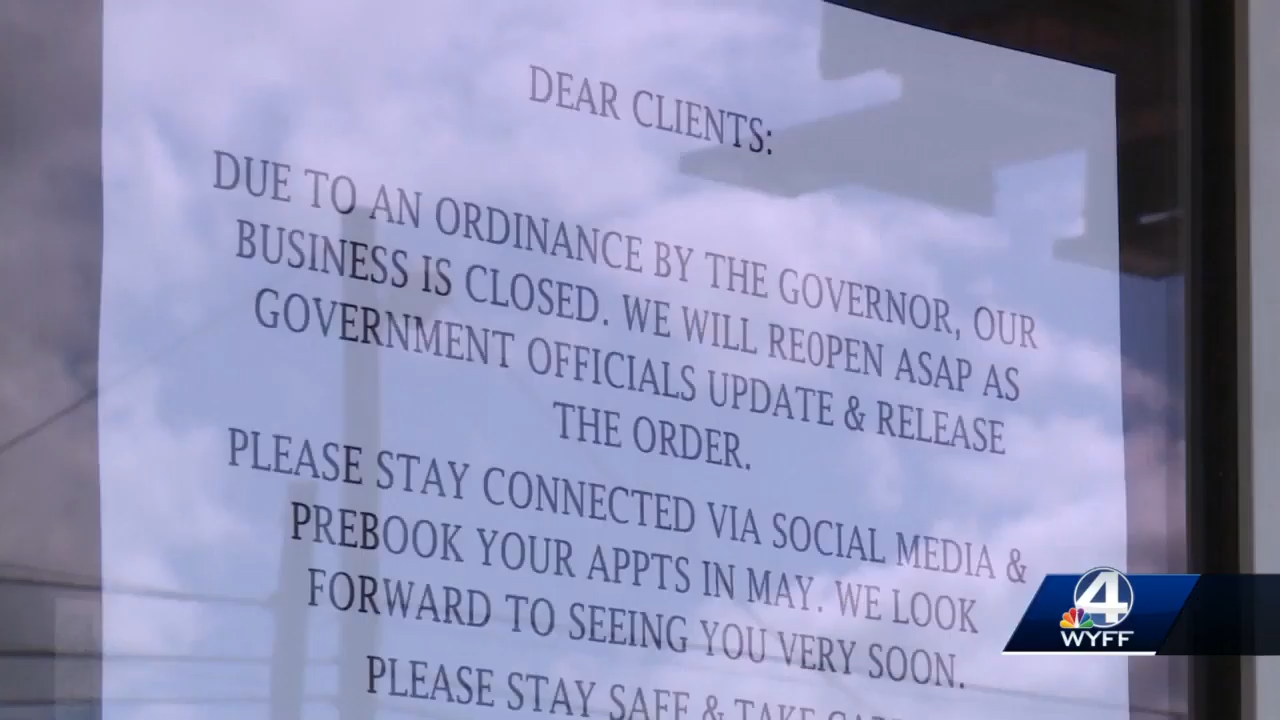 DEAR CLIENTS:
DUE TO AN ORDINANCE BY THE GOVERNOR, OUR
BUSINESS IS CLOSED. WE WILL REOPEN ASAP AS
GOVERNMENT OFFICIALS UPDATE & RELEASE
THE ORDER.
PLEASE STAY CONNECTED VIA SOCIAL MEDIA &
PREBOOK YOUR APPTS IN MAY. WE LOOK
FORWARD TO SEEING YOU VERY SOON.
PLEASE STAY SAFE & TAKE
4
WYFF